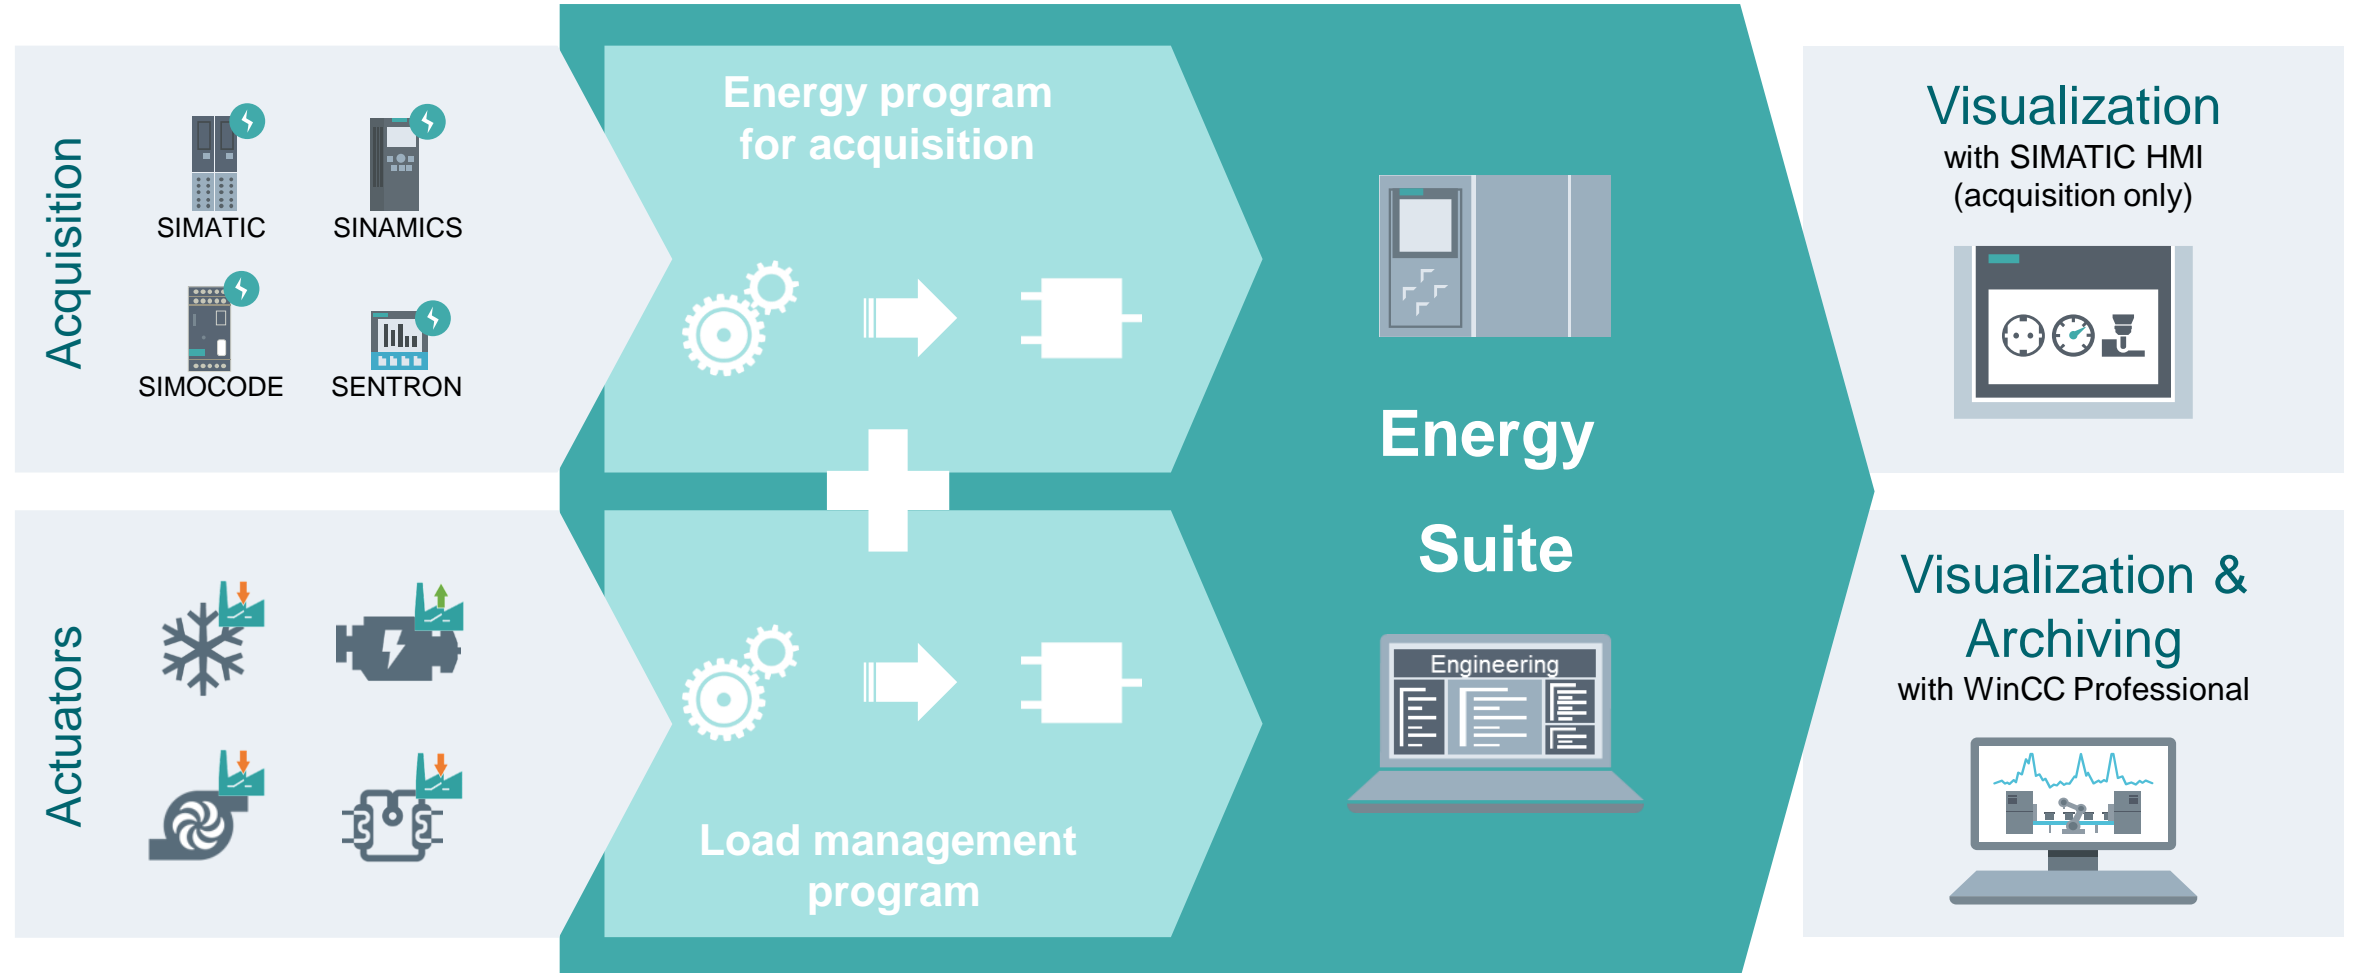 Acquisition
SIMATIC
SINAMICS
SIMOCODE
SENTRON
Actuators
Energy program
for acquisition
Load management
program
Energy
Suite
Engineering
Visualization
with SIMATIC HMI
(acquisition only)
Visualization &
Archiving
with WinCC Professional